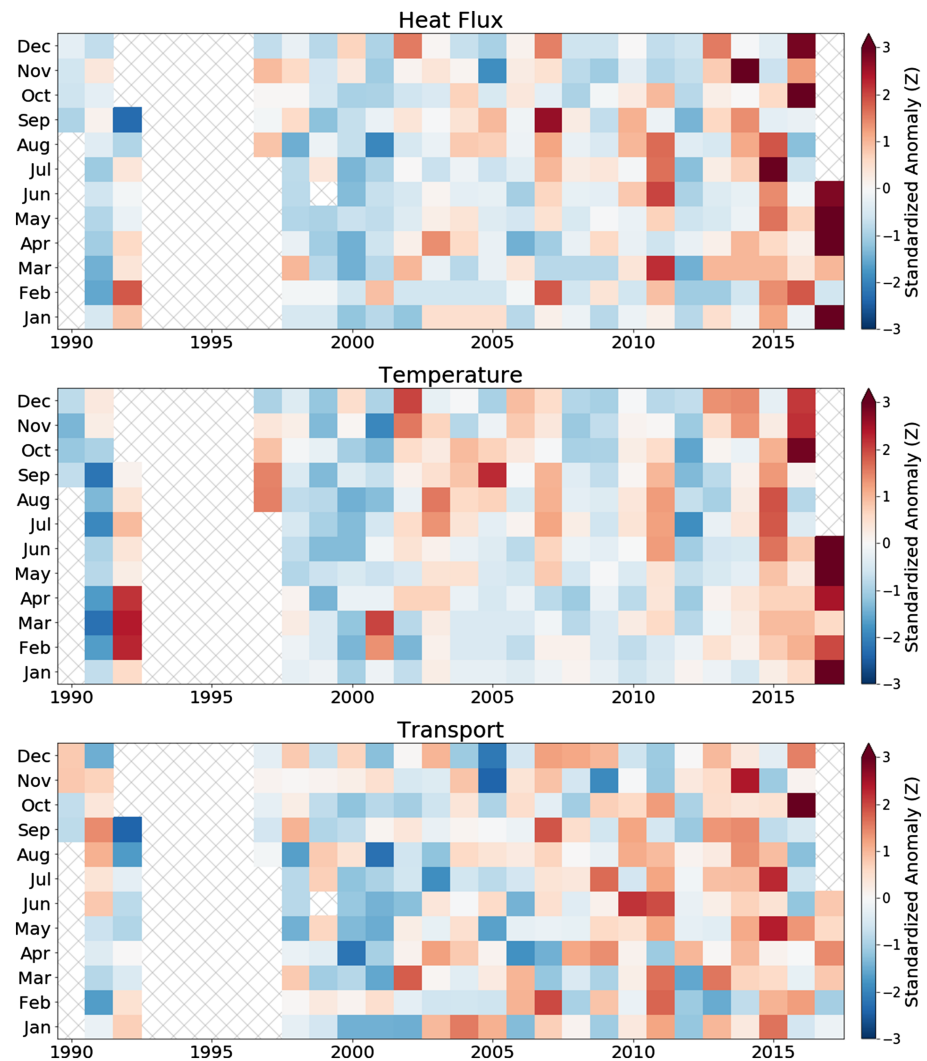 Heat Flux
Dec
Nov
Oct
Sep
Aug
Jul
Jun
May
Apr
Mar
Feb
Jan
1990 1995 2000 2005 2010 2015
3
2
1
0
−1
−2
−3
Standardized Anomaly (Z)
Temperature
Dec
Nov
Oct
Sep
Aug
Jul
Jun
May
Apr
Mar
Feb
Jan
1990 1995 2000 2005 2010 2015
3
2
1
0
−1
−2
−3
Standardized Anomaly (Z)
Transport
Dec
Nov
Oct
Sep
Aug
Jul
Jun
May
Apr
Mar
Feb
Jan
1990 1995 2000 2005 2010 2015
3
2
1
0
−1
−2
−3
Standardized Anomaly (Z)